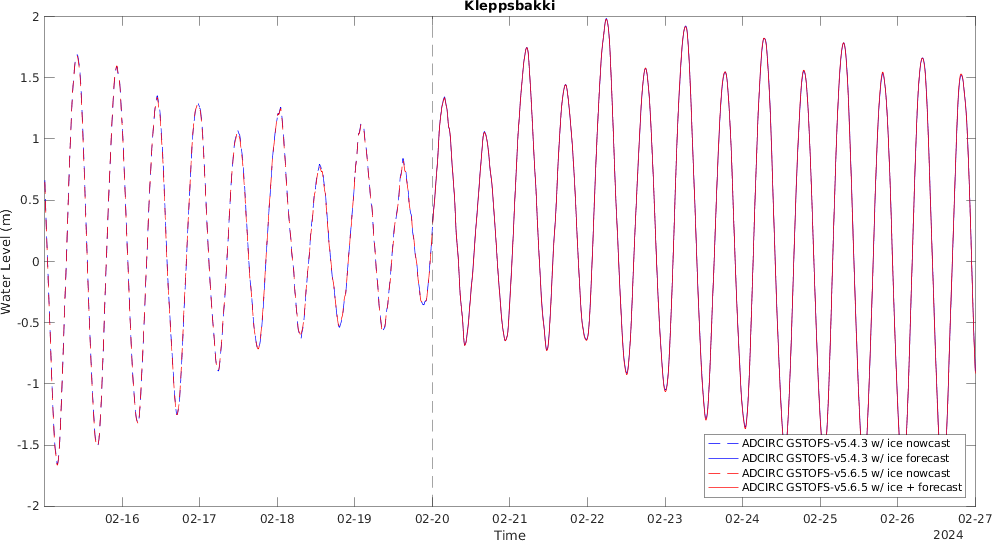 Kleppsbakki
2
1.5
1
0.5
0
-0.5
-1
-1.5
-2
Water Level (m)
02-16 02-17 02-18 02-19 02-20 02-21 02-22 02-23 02-24 02-25 02-26 02-27
Time
2024
ADCIRC GSTOFS-v5.4.3 w/ ice nowcast
ADCIRC GSTOFS-v5.4.3 w/ ice forecast
ADCIRC GSTOFS-v5.6.5 w/ ice nowcast
ADCIRC GSTOFS-v5.6.5 w/ ice + forecast